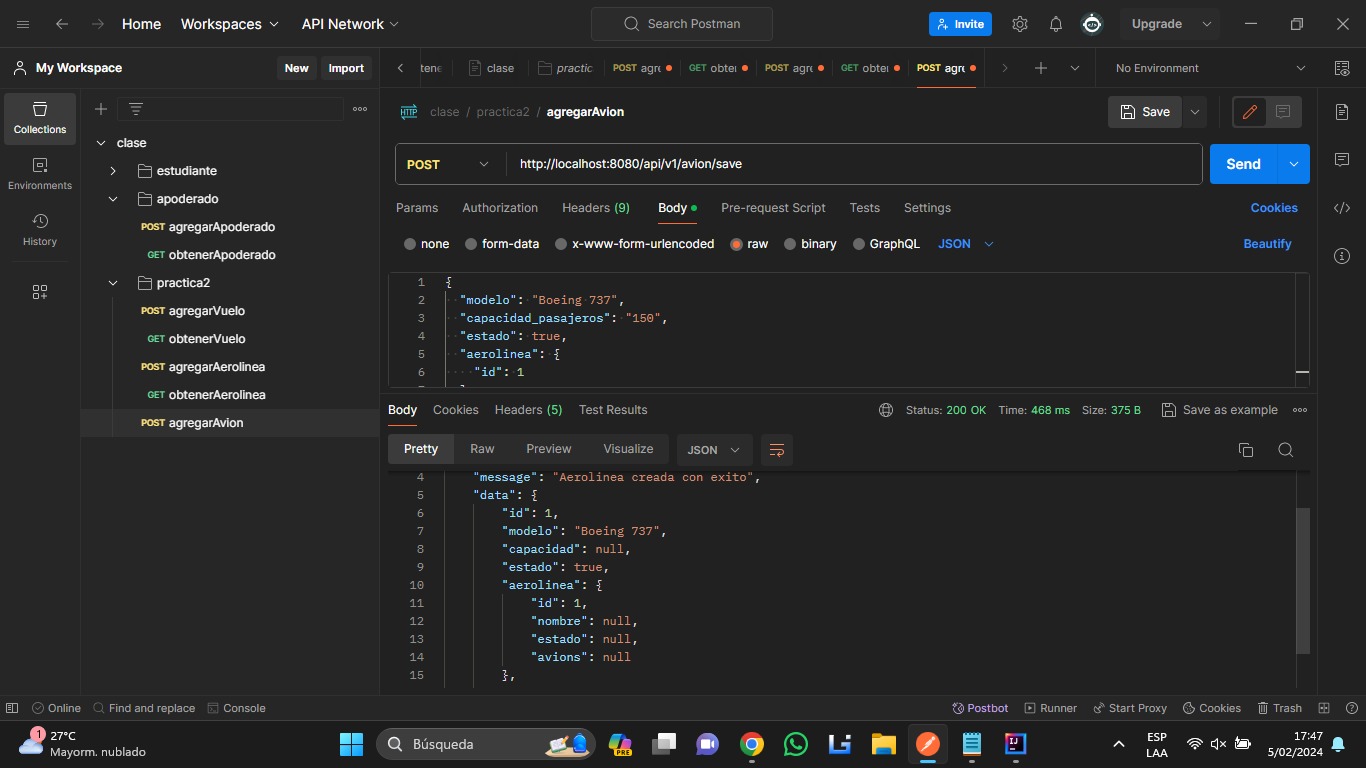 Home Workspaces API Network Search Postman Invite Upgrade
My Workspace New Import clase practic POST agre GET obter POST agre GET obter POST agre No Environment
Collections
Environments
History
clase
estudiante
apoderado
POST agregarApoderado
GET obtenerApoderado
practica2
POST agregarVuelo
GET obtenerVuelo
POST agregarAerolinea
GET obtenerAerolinea
POST agregarAvion
HTTP clase / practica2 / agregarAvion Save
POST http://localhost:8080/api/v1/avion/save Send
Params Authorization Headers (9) Body Pre-request Script Tests Settings Cookies
none form-data x-www-form-urlencoded raw binary GraphQL JSON Beautify
1 {
2 "modelo": "Boeing 737",
3 "capacidad_pasajeros": "150",
4 "estado": true,
5 "aerolinea": {
6 "id": 1
Body Cookies Headers (5) Test Results Status: 200 OK Time: 468 ms Size: 375 B Save as example
Pretty Raw Preview Visualize JSON
4 "message": "Aerolinea creada con exito",
5 "data": {
6 "id": 1,
7 "modelo": "Boeing 737",
8 "capacidad": null,
9 "estado": true,
10 "aerolinea": {
11 "id": 1,
12 "nombre": null,
13 "estado": null,
14 "avions": null
15 },
Online Find and replace Console Postbot Runner Start Proxy Cookies Trash
1 27°C
Mayorm. nublado
Búsqueda
PRE
ESP
LAA
17:47
5/02/2024